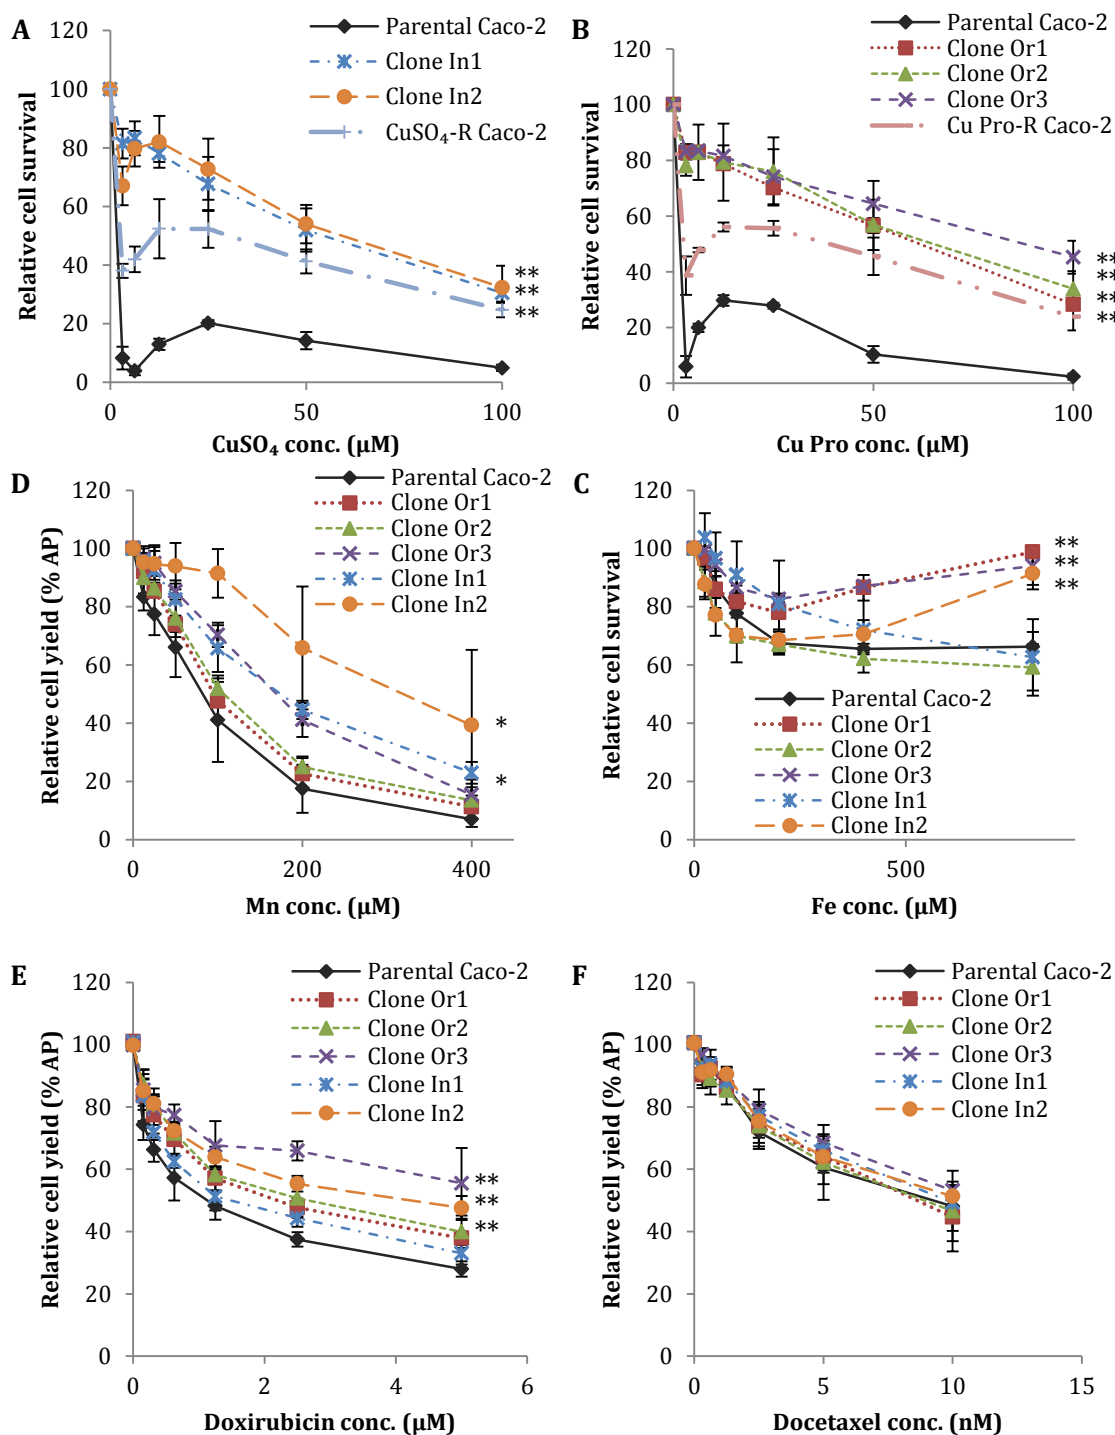 A
Parental Caco-2
Clone In1
Clone In2
CuSO₄-R Caco-2
Relative cell survival
120
100
80
60
40
20
0
0
50
100
CuSO₄ conc. (µM)
**
**
**
B
Parental Caco-2
Clone Or1
Clone Or2
Clone Or3
Cu Pro-R Caco-2
Relative cell survival
120
100
80
60
40
20
0
0
50
100
Cu Pro conc. (µM)
**
**
**
**
D
Parental Caco-2
Clone Or1
Clone Or2
Clone Or3
Clone In1
Clone In2
Relative cell yield (% AP)
120
100
80
60
40
20
0
0
200
400
Mn conc. (µM)
*
*
C
Relative cell survival
120
100
80
60
40
20
0
**
**
**
Parental Caco-2
Clone Or1
Clone Or2
Clone Or3
Clone In1
Clone In2
0
500
Fe conc. (µM)
E
Parental Caco-2
Clone Or1
Clone Or2
Clone Or3
Clone In1
Clone In2
Relative cell yield (% AP)
120
100
80
60
40
20
0
0
2
4
6
Doxirubicin conc. (µM)
**
**
**
F
Parental Caco-2
Clone Or1
Clone Or2
Clone Or3
Clone In1
Clone In2
Relative cell yield (% AP)
120
100
80
60
40
20
0
0
5
10
15
Docetaxel conc. (nM)